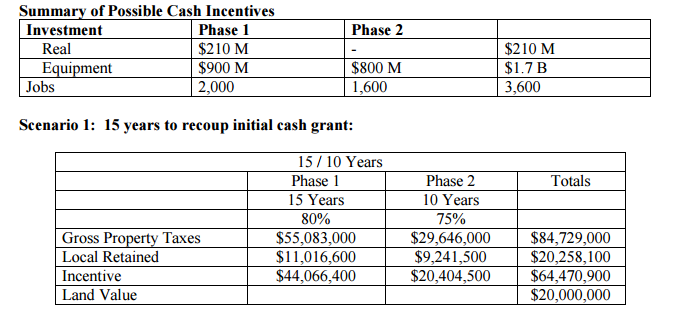 Summary of Possible Cash Incentives
Investment Phase 1 Phase 2
Real $210 M - $210 M
Equipment $900 M $800 M $1.7 B
Jobs 2,000 1,600 3,600
Scenario 1: 15 years to recoup initial cash grant:
15 / 10 Years
Phase 1 Phase 2 Totals
15 Years 10 Years
80% 75%
Gross Property Taxes $55,083,000 $29,646,000 $84,729,000
Local Retained $11,016,600 $9,241,500 $20,258,100
Incentive $44,066,400 $20,404,500 $64,470,900
Land Value $20,000,000